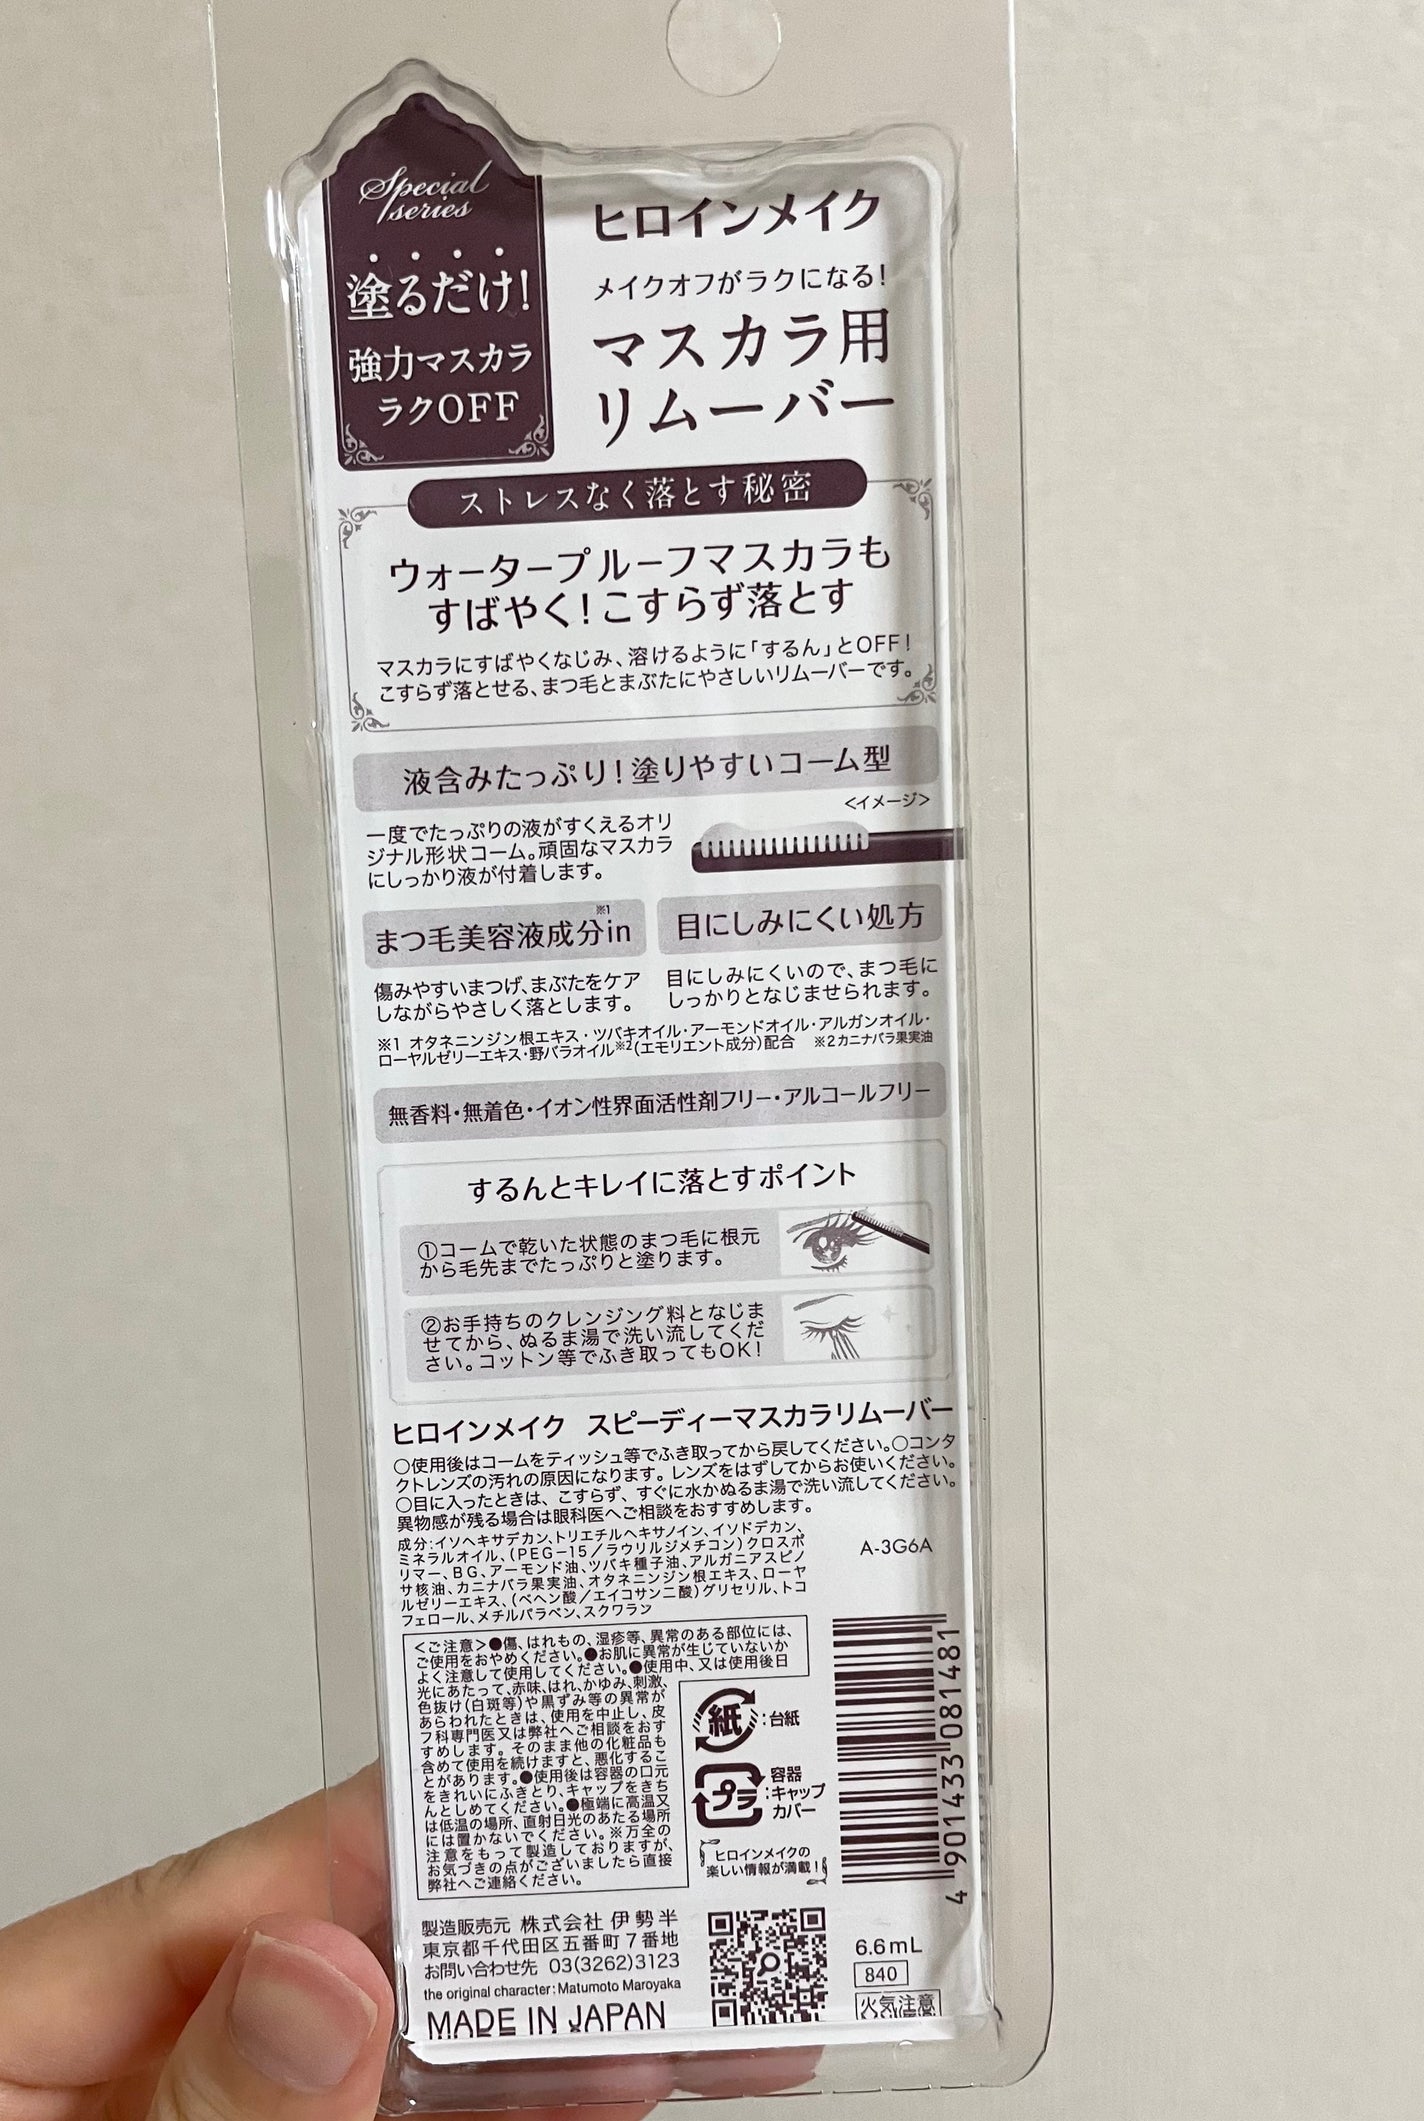 Special
series
塗るだけ!
強力マスカラ
ラクOFF
ヒロインメイク
メイクオフがラクになる!
マスカラ用
リムーバー
ストレスなく落とす秘密
ウォータープルーフマスカラも
すばやく!こすらず落とす
マスカラにすばやくなじみ、溶けるように「するん」とOFF!
こすらず落とせる、まつ毛とまぶたにやさしいリムーバーです。
液含みたっぷり!塗りやすいコーム型
<イメージ>
一度でたっぷりの液がすくえるオリ
ジナル形状コーム。頑固なマスカラ
にしっかり液が付着します。
まつ毛美容液成分※1in
傷みやすいまつげ、まぶたをケア
しながらやさしく落とします。
目にしみにくい処方
目にしみにくいので、まつ毛に
しっかりとなじませられます。
※1 オタネニンジン根エキス・ツバキオイル・アーモンドオイル・アルガンオイル・
ローヤルゼリーエキス・野バラオイル※2(エモリエント成分)配合 ※2カニナバラ果実油
無香料・無着色・イオン性界面活性剤フリー・アルコールフリー
するんとキレイに落とすポイント
①コームで乾いた状態のまつ毛に根元
から毛先までたっぷりと塗ります。
②お手持ちのクレンジング料となじま
せてから、ぬるま湯で洗い流してくだ
さい。コットン等でふき取ってもOK!
ヒロインメイク スピーディーマスカラリムーバー
○使用後はコームをティッシュ等でふき取ってから戻してください。○コンタ
クトレンズの汚れの原因になります。レンズをはずしてからお使いください。
○目に入ったときは、こすらず、すぐに水かぬるま湯で洗い流してください。
異物感が残る場合は眼科医へご相談をおすすめします。
成分:イソヘキサデカン、トリエチルヘキサノイン、イソドデカン、
ミネラルオイル、(PEG-15/ラウリルジメチコン)クロスポ
リマー、BG、アーモンド油、ツバキ種子油、アルガニアスピノ
サ核油、カニナバラ果実油、オタネニンジン根エキス、ローヤ
ルゼリーエキス、(ベヘン酸/エイコサン二酸)グリセリル、トコ
フェロール、メチルパラベン、スクワラン
A-3G6A
<ご注意>●傷、はれもの、湿疹等、異常のある部位には、
ご使用をおやめください。●お肌に異常が生じていないか
よく注意して使用してください。●使用中、又は使用後日
光にあたって、赤味、はれ、かゆみ、刺激、
色抜け(白斑等)や黒ずみ等の異常が
あらわれたときは、使用を中止し、皮
フ科専門医又は弊社へご相談をおす
すめします。そのまま他の化粧品も
含めて使用を続けますと、悪化するこ
とがあります。●使用後は容器の口元
をきれいにふきとり、キャップをきち
んとしめてください。●極端に高温又
は低温の場所、直射日光のあたる場所
には置かないでください。※万全の
注意をもって製造しておりますが、
お気づきの点がございましたら直接
弊社へご連絡ください。
紙:台紙
プラ:容器
キャップ
カバー
ヒロインメイクの
楽しい情報が満載!
4 901433 081481
製造販売元 株式会社 伊勢半
東京都千代田区五番町7番地
お問い合わせ先 03(3262)3123
the original character:Matumoto Maroyaka
MADE IN JAPAN
6.6mL
840
火気注意